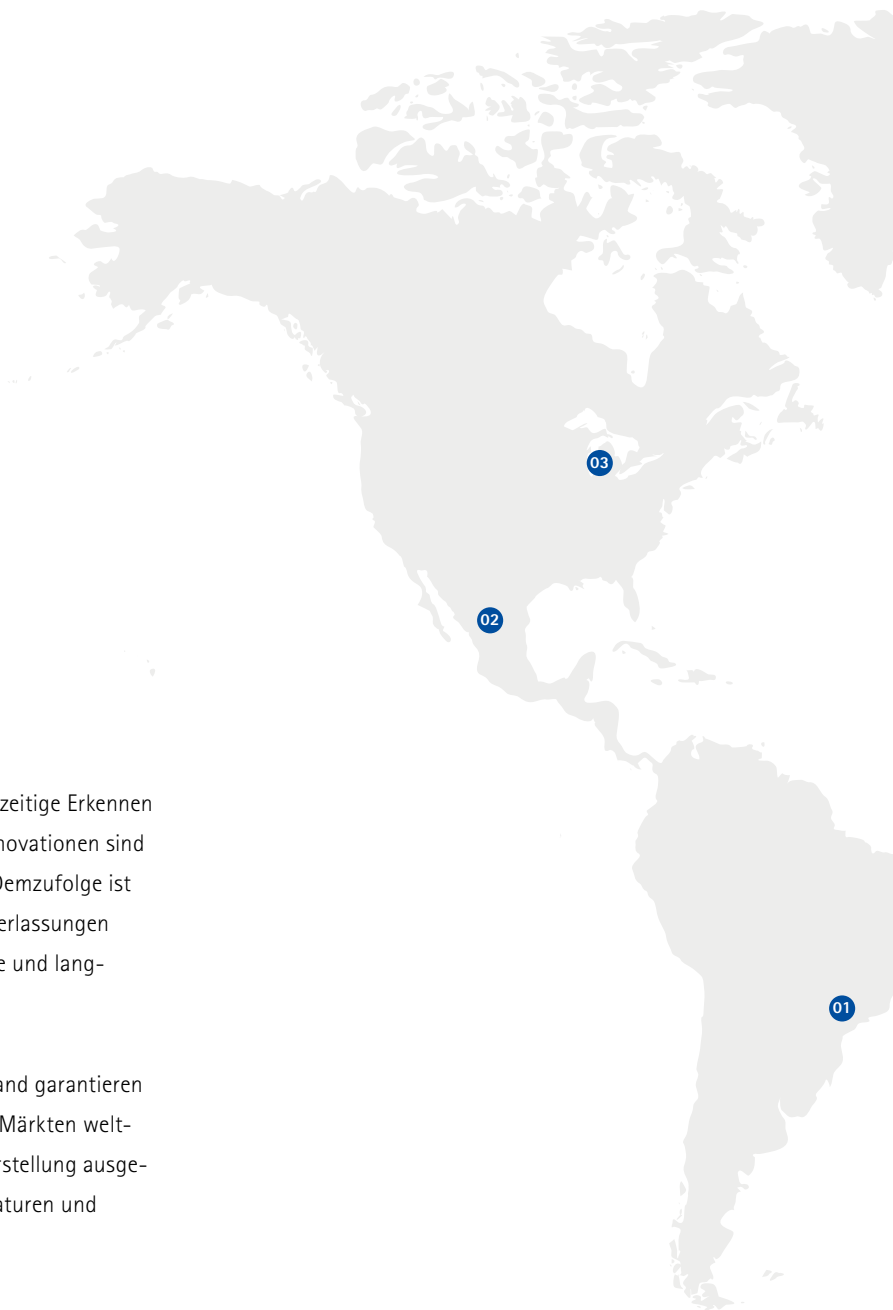 03
02
zeitige Erkennen
novationen sind
Demzufolge ist
erlassungen
e und lang-
01
and garantieren
Märkten welt-
rstellung ausge-
aturen und